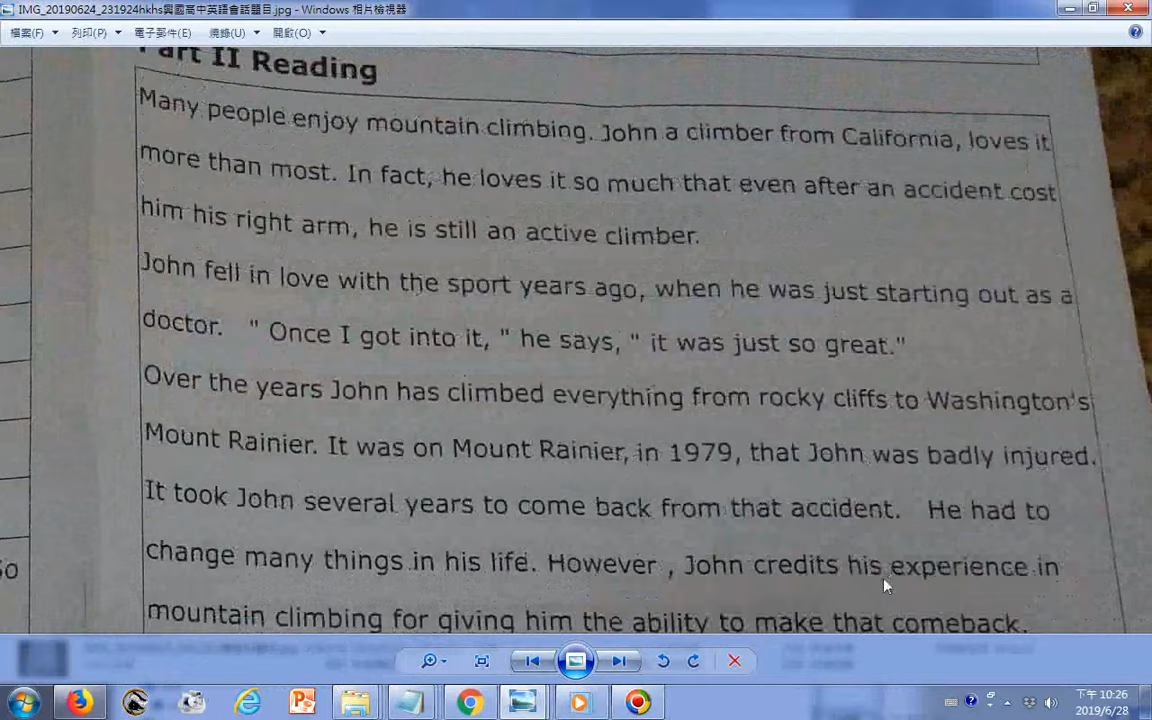 IMG_20190624_231924hkhs興國高中英語會話題目.jpg - Windows 相片檢視器
檔案(F) 列印(P) 電子郵件(E) 燒錄(U) 開啟(O)
Part II Reading
Many people enjoy mountain climbing. John a climber from California, loves it
more than most. In fact, he loves it so much that even after an accident cost
him his right arm, he is still an active climber.
John fell in love with the sport years ago, when he was just starting out as a
doctor. " Once I got into it, " he says, " it was just so great."
Over the years John has climbed everything from rocky cliffs to Washington's
Mount Rainier. It was on Mount Rainier, in 1979, that John was badly injured.
It took John several years to come back from that accident. He had to
change many things in his life. However , John credits his experience in
So
mountain climbing for giving him the ability to make that comeback.
下午 10:26
2019/6/28